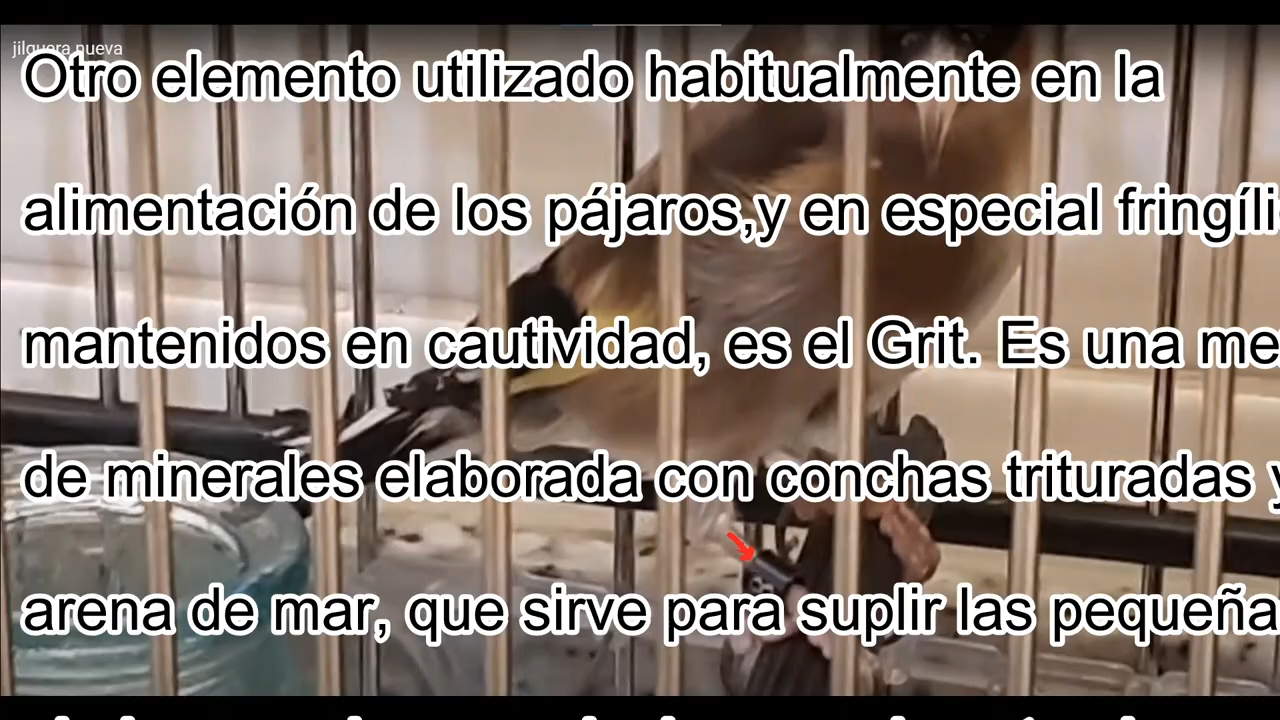 jilguera nueva
Otro elemento utilizado habitualmente en la
alimentación de los pájaros,y en especial
mantenidos en cautividad, es el Grit. Es una
de minerales elaborada con conchas trituradas y
arena de mar, que sirve para suplir las